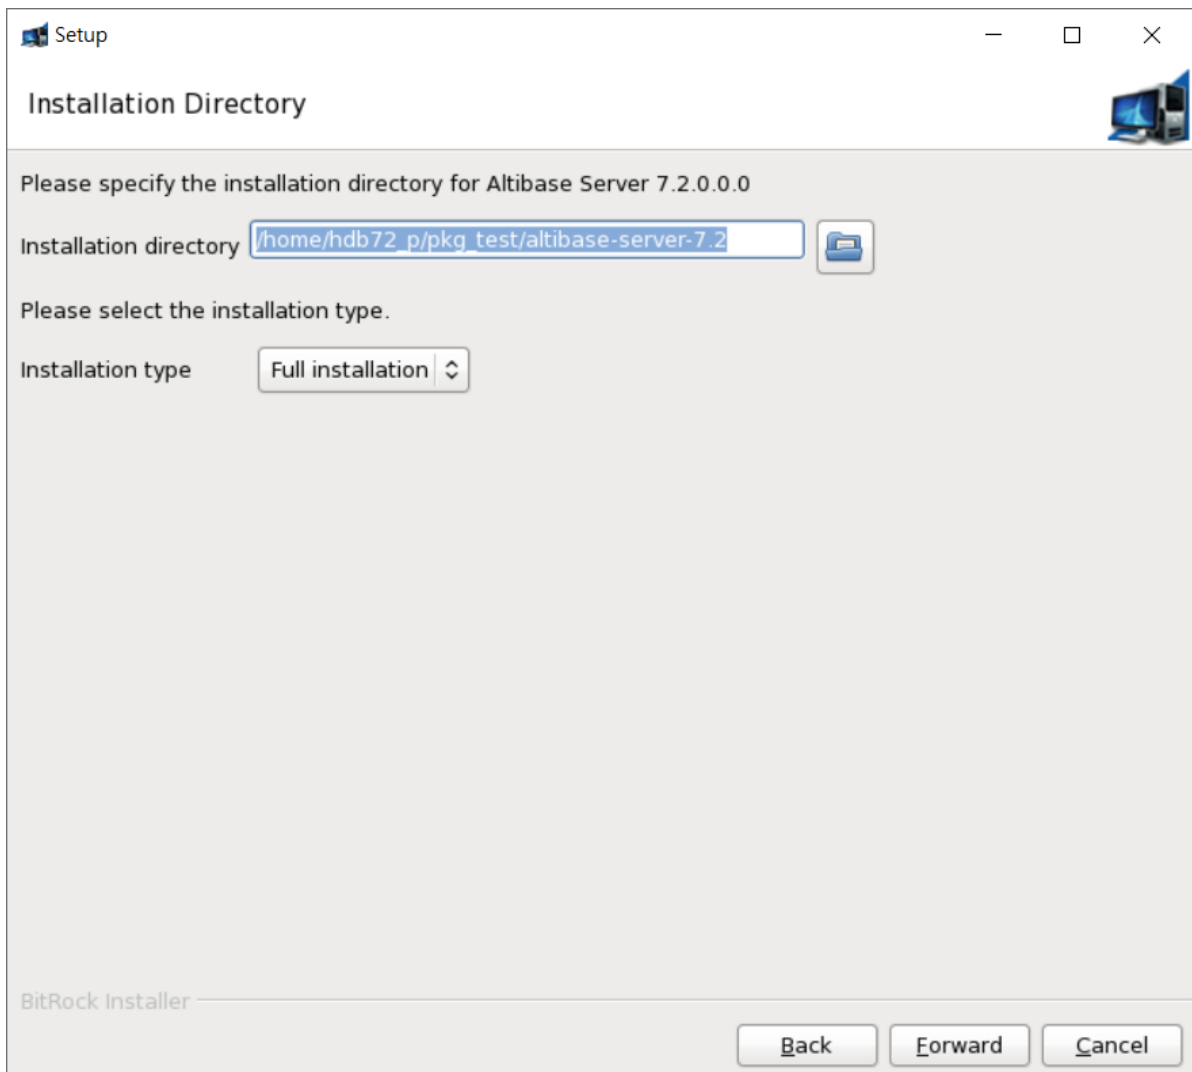 Setup
Installation Directory
Please specify the installation directory for Altibase Server 7.2.0.0.0
Installation directory /home/hdb72_p/pkg_test/altibase-server-7.2
Please select the installation type.
Installation type Full installation
BitRock Installer
Back Forward Cancel